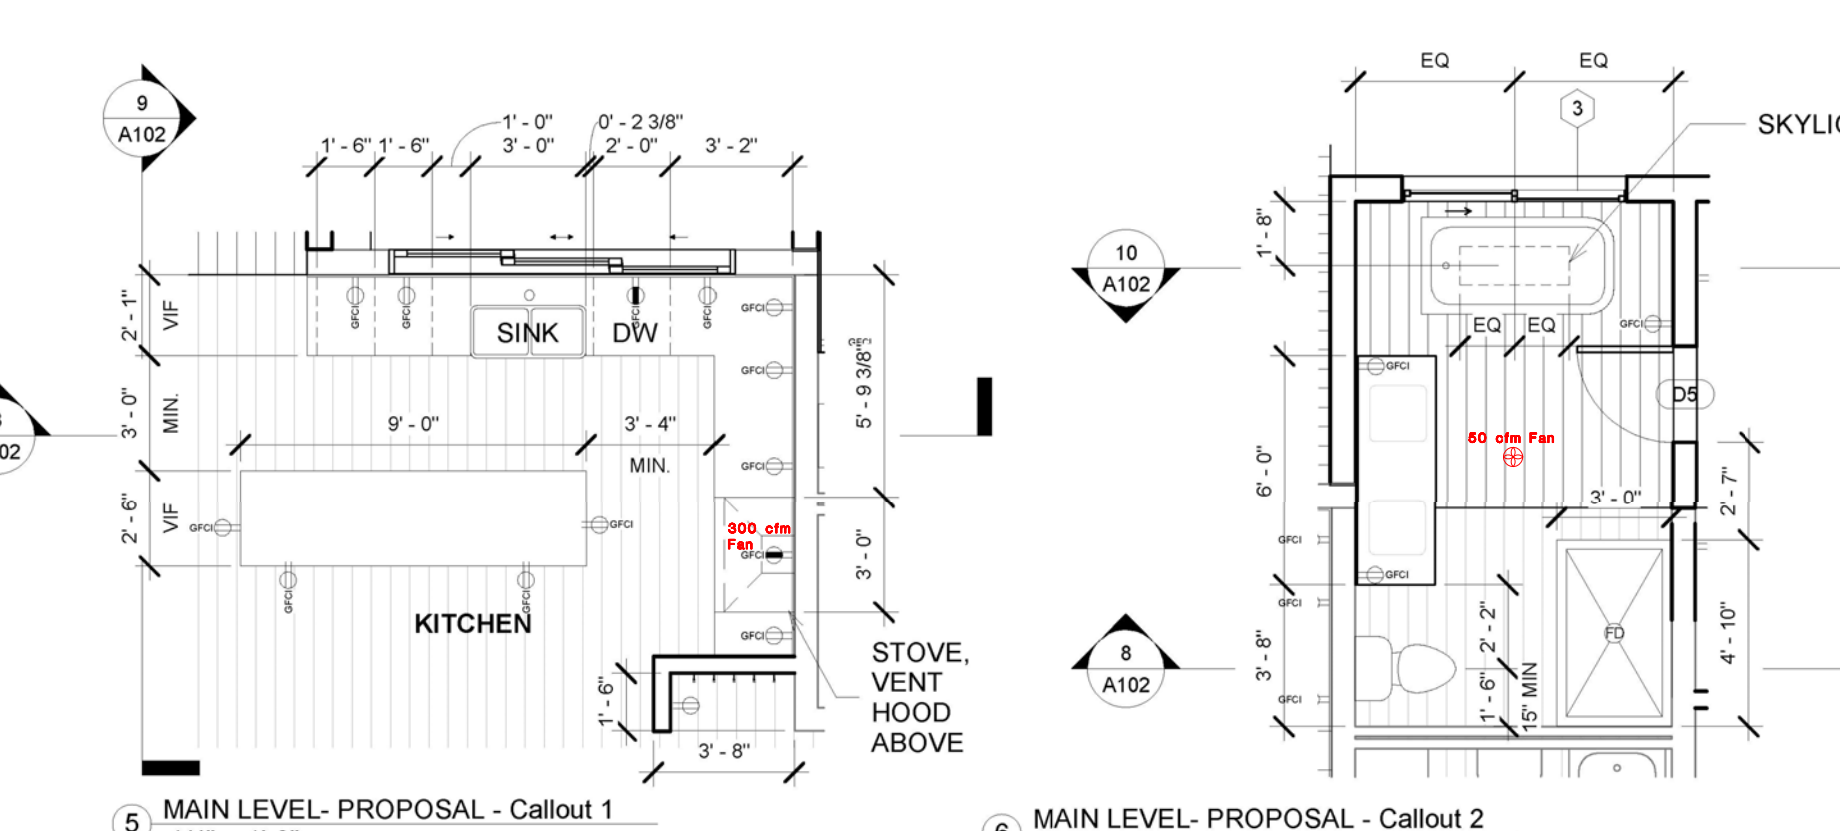 EQ EQ
9
A102
3
SKYLI
1' - 0" 0' - 2 3/8"
1' - 6" 1' - 6" 3' - 0" 2' - 0" 3' - 2"
1' - 8"
10
A102
2' - 1"
VIF
GFCI
GFCI
GFCI
GFCI
GFCI
SINK
DW
GFCI
EQ EQ
GFCI
5' - 9 3/8"
GFCI
GFCI
D5
3' - 0"
MIN.
9' - 0"
3' - 4"
MIN.
02
GFCI
50 cfm Fan
6' - 0"
3' - 0"
2' - 7"
2' - 6"
VIF
GFCI
GFCI
300 cfm
Fan
GFCI
3' - 0"
GFCI
GFCI
GFCI
GFCI
GFCI
KITCHEN
GFCI
2' - 2"
FD
4' - 10"
STOVE,
VENT
HOOD
ABOVE
8
A102
3' - 8"
GFCI
1' - 6"
15" MIN
1' - 6"
3' - 8"
5
MAIN LEVEL- PROPOSAL - Callout 1
6
MAIN LEVEL- PROPOSAL - Callout 2